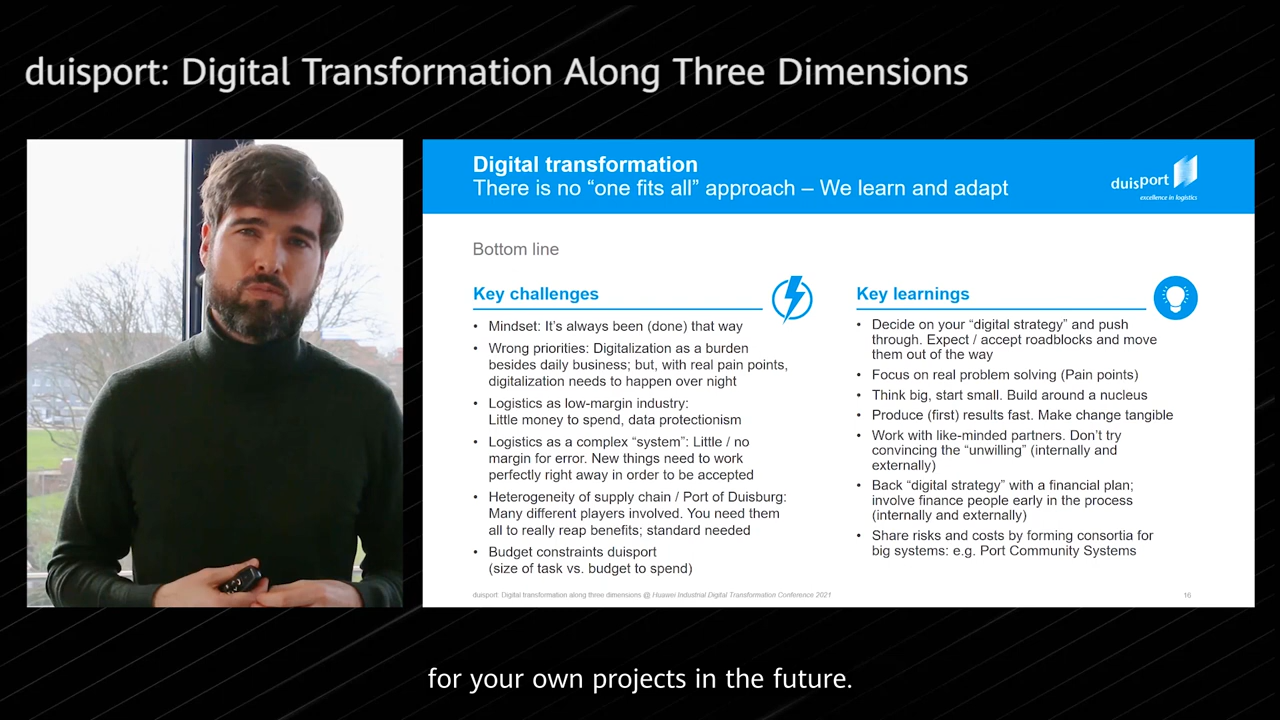 duisport: Digital Transformation Along Three Dimensions
Digital transformation
There is no “one fits all” approach – We learn and adapt
duisport
excellence in logistics
Bottom line
Key challenges
• Mindset: It’s always been (done) that way
• Wrong priorities: Digitalization as a burden
besides daily business; but, with real pain points,
digitalization needs to happen over night
• Logistics as low-margin industry:
Little money to spend, data protectionism
• Logistics as a complex “system”: Little / no
margin for error. New things need to work
perfectly right away in order to be accepted
• Heterogeneity of supply chain / Port of Duisburg:
Many different players involved. You need them
all to really reap benefits; standard needed
• Budget constraints duisport
(size of task vs. budget to spend)
Key learnings
• Decide on your “digital strategy” and push
through. Expect / accept roadblocks and move
them out of the way
• Focus on real problem solving (Pain points)
• Think big, start small. Build around a nucleus
• Produce (first) results fast. Make change tangible
• Work with like-minded partners. Don’t try
convincing the “unwilling” (internally and
externally)
• Back “digital strategy” with a financial plan;
involve finance people early in the process
(internally and externally)
• Share risks and costs by forming consortia for
big systems: e.g. Port Community Systems
duisport: Digital transformation along three dimensions @ Huawei Industrial Digital Transformation Conference 2021
16
for your own projects in the future.